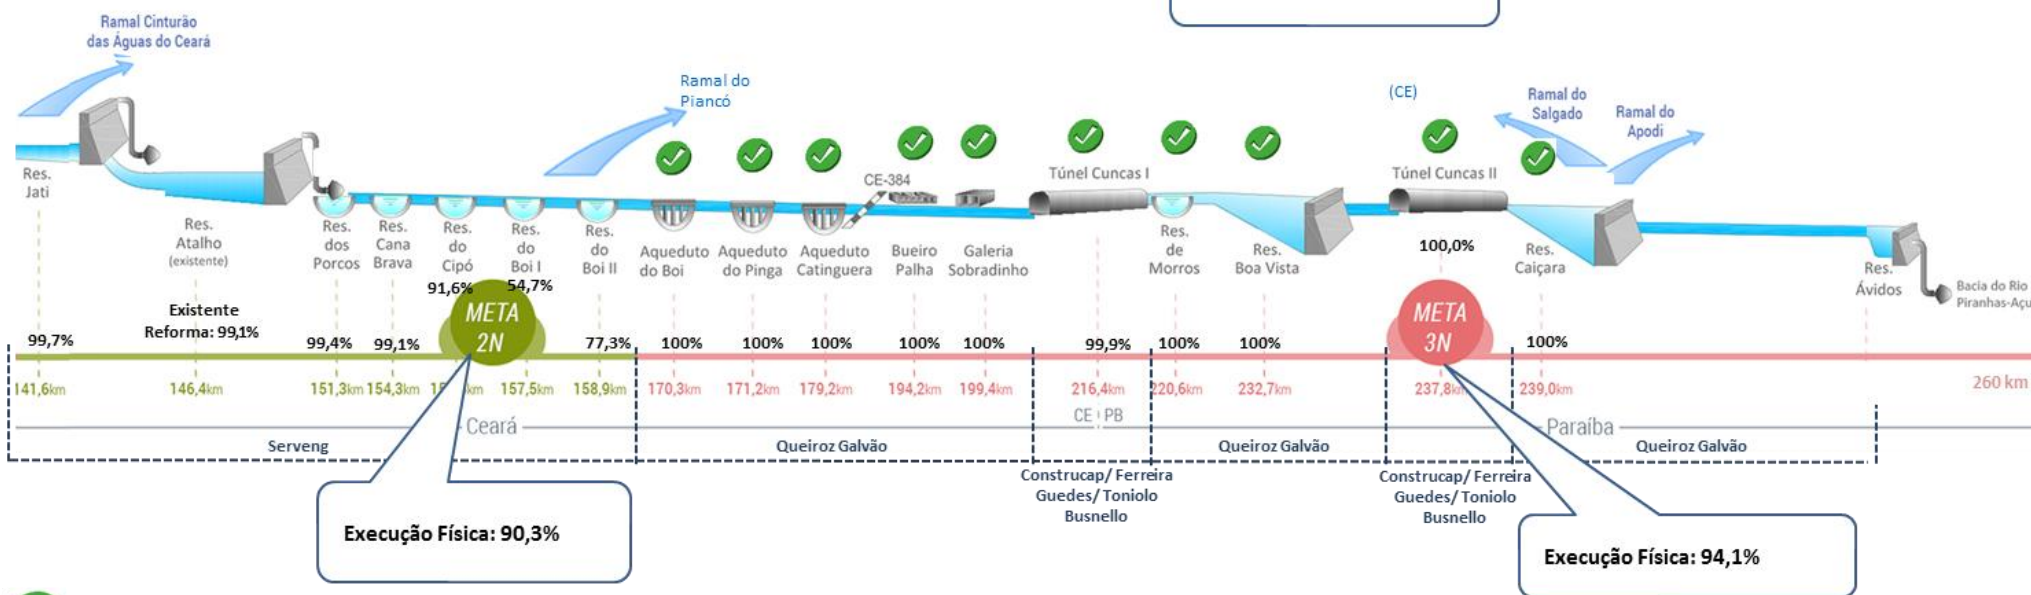 Ramal Cinturão
das Águas do Ceará
Ramal do
Piancó
(CE)
Ramal do
Salgado
Ramal do
Apodi
Res.
Jati
Res.
Atalho
(existente)
Res.
dos
Porcos
Res.
Cana
Brava
Res.
do
Cipó
Res.
do
Boi I
Res.
do
Boi II
Aqueduto
do Boi
Aqueduto
do Pinga
Aqueduto
Catinguera
CE-384
Bueiro
Palha
Galeria
Sobradinho
Túnel Cuncas I
Res.
de
Morros
Res.
Boa Vista
Túnel Cuncas II
100,0%
Res.
Caiçara
Res.
Ávidos
Bacia do Rio
Piranhas-Açu
99,7%
Existente
Reforma: 99,1%
99,4%
99,1%
91,6%
54,7%
77,3%
100%
100%
100%
100%
100%
99,9%
100%
100%
100%
META
2N
META
3N
141,6km
146,4km
151,3km
154,3km
km
157,5km
158,9km
170,3km
171,2km
179,2km
194,2km
199,4km
216,4km
220,6km
232,7km
237,8km
239,0km
260 km
CE PB
Ceará
Paraíba
Serveng
Queiroz Galvão
Construcap/ Ferreira
Guedes/ Toniolo
Busnello
Queiroz Galvão
Construcap/ Ferreira
Guedes/ Toniolo
Busnello
Queiroz Galvão
Execução Física: 90,3%
Execução Física: 94,1%